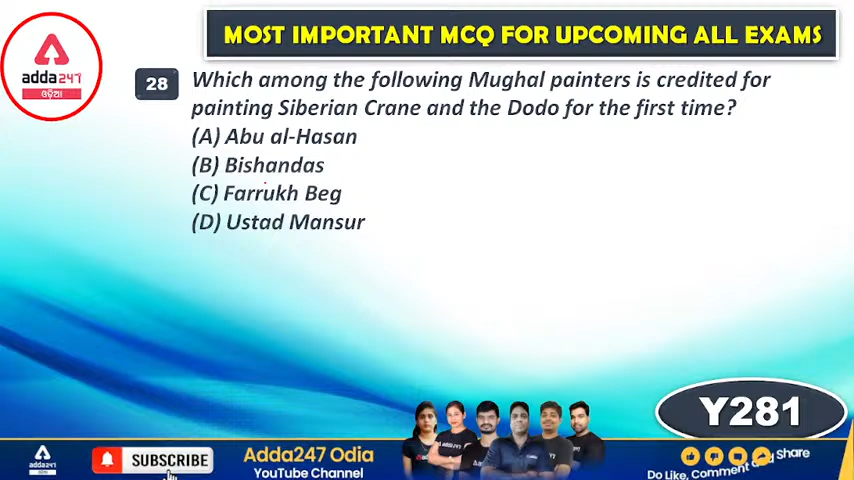 MOST IMPORTANT MCQ FOR UPCOMING ALL EXAMS
adda247
ଓଡ଼ିଆ
28
Which among the following Mughal painters is credited for
painting Siberian Crane and the Dodo for the first time?
(A) Abu al-Hasan
(B) Bishandas
(C) Farrukh Beg
(D) Ustad Mansur
Y281
adda247
SUBSCRIBE
Adda247 Odia
YouTube Channel
Do Like, Comment and Share